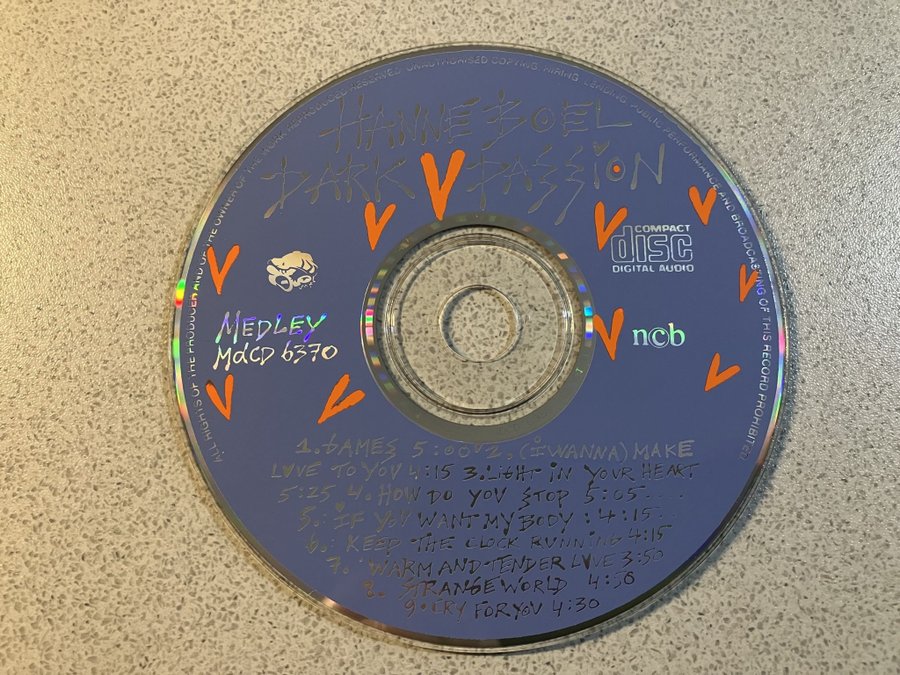 ALL RIGHTS OF THE PRODUCER AND OF THE OWNER OF THE WORK REPRODUCED RESERVED. UNAUTHORISED COPYING, HIRING, LENDING, PUBLIC PERFORMANCE AND BROADCASTING OF THIS RECORD PROHIBITED
HANNE BOEL
DARK PASSION
COMPACT
disc
DIGITAL AUDIO
MEDLEY
MdCD 6370
ncb
1. GAMES 5:00 2. (I WANNA) MAKE
LOVE TO YOU 4:15 3. LIGHT IN YOUR HEART
5:25 4. HOW DO YOU STOP 5:05....
5.: IF YOU WANT MY BODY : 4:15...
6.: KEEP THE CLOCK RUNNING 4:15
7. WARM AND TENDER LOVE 3:50
8. STRANGE WORLD 4:58
9. CRY FOR YOU 4:30